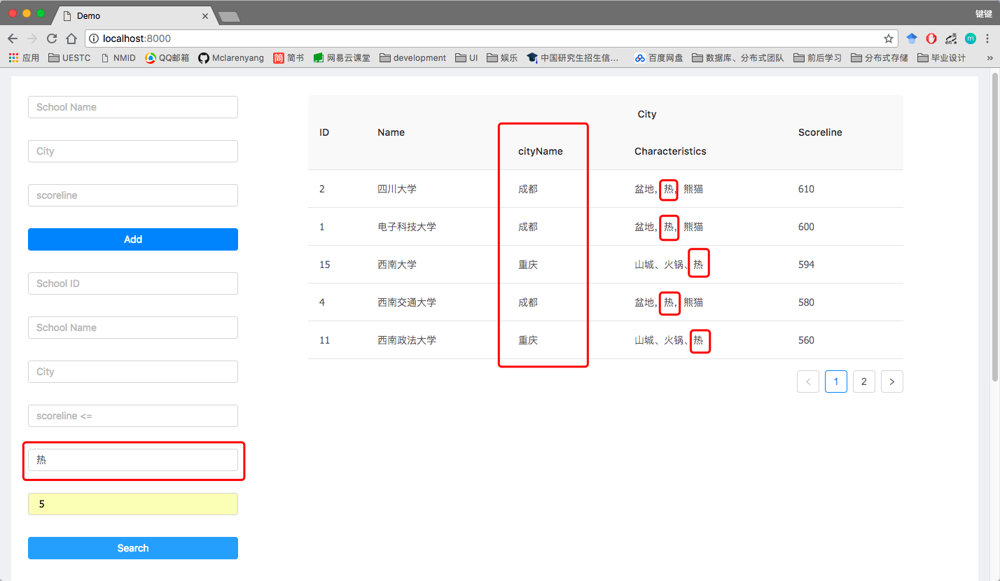 Demo
键键
localhost:8000
应用 UESTC NMID QQ邮箱 Mclarenyang 简 简书 网易云课堂 development UI 娱乐 中国研究生招生信... 百度网盘 数据库、分布式团队 前后学习 分布式存储 毕业设计 »
School Name
City
scoreline
Add
School ID
School Name
City
scoreline <=
热
5
Search
City
ID Name Scoreline
cityName Characteristics
2 四川大学 成都 盆地, 热, 熊猫 610
1 电子科技大学 成都 盆地, 热, 熊猫 600
15 西南大学 重庆 山城、火锅、热 594
4 西南交通大学 成都 盆地, 热, 熊猫 580
11 西南政法大学 重庆 山城、火锅、热 560
< 1 2 >